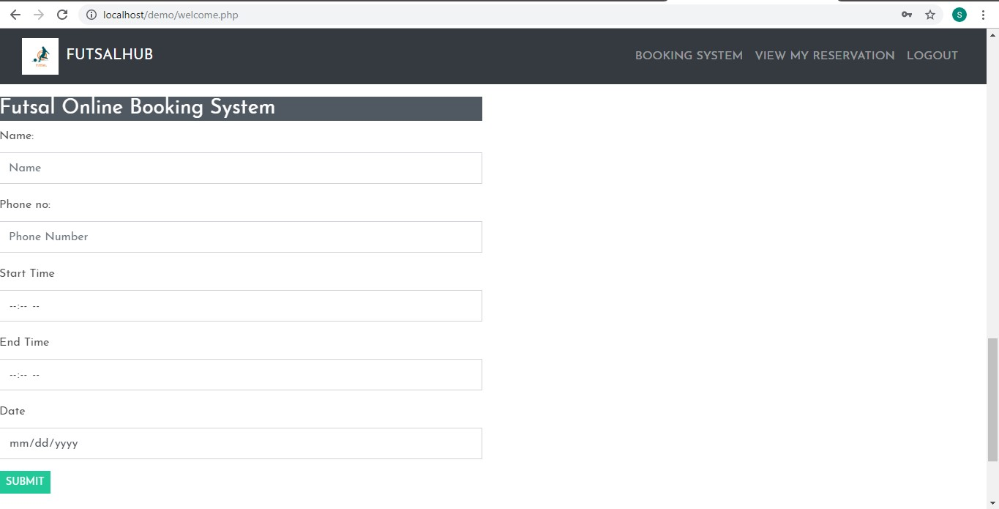 localhost/demo/welcome.php
S
FUTSAL
FUTSALHUB
BOOKING SYSTEM VIEW MY RESERVATION LOGOUT
Futsal Online Booking System
Name:
Name
Phone no:
Phone Number
Start Time
--:-- --
End Time
--:-- --
Date
mm/dd/yyyy
SUBMIT